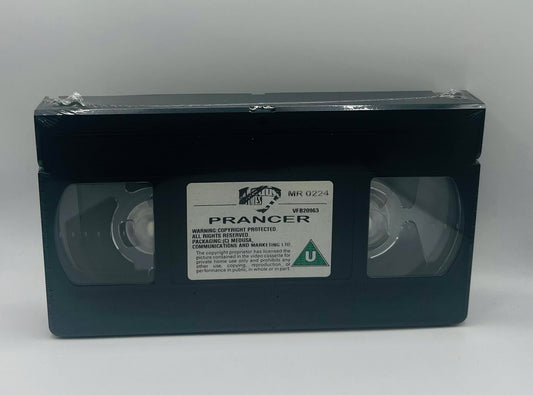 MR 0224
VFB20963
PRANCER
WARNING COPYRIGHT PROTECTED.
ALL RIGHTS RESERVED.
PACKAGING (C) MEDUSA.
COMMUNICATIONS AND MARKETING LTD
The copyright proprietor has licensed the
picture contained in the video cassette for
private home use only and prohibits any
other use, copying, reproduction, or
performance in public, in whole or in part.
U